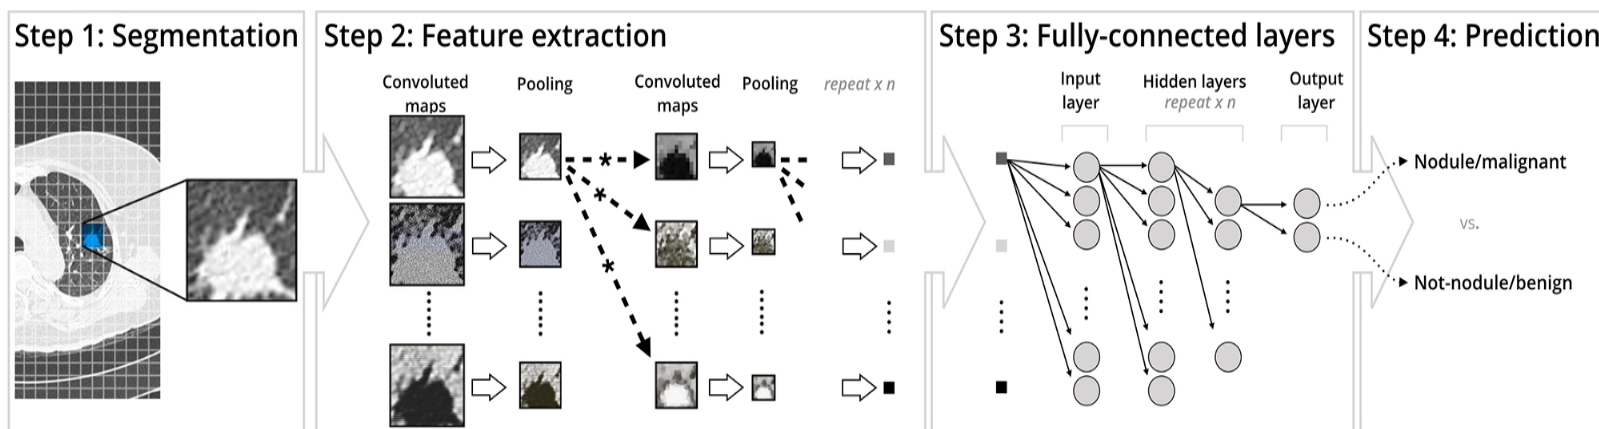 Step 1: Segmentation
Step 2: Feature extraction
Convoluted
maps
Pooling
Convoluted
maps
Pooling
repeat x n
*
*
*
Step 3: Fully-connected layers
Input
layer
Hidden layers
repeat x n
Output
layer
Step 4: Prediction
Nodule/malignant
vs.
Not-nodule/benign